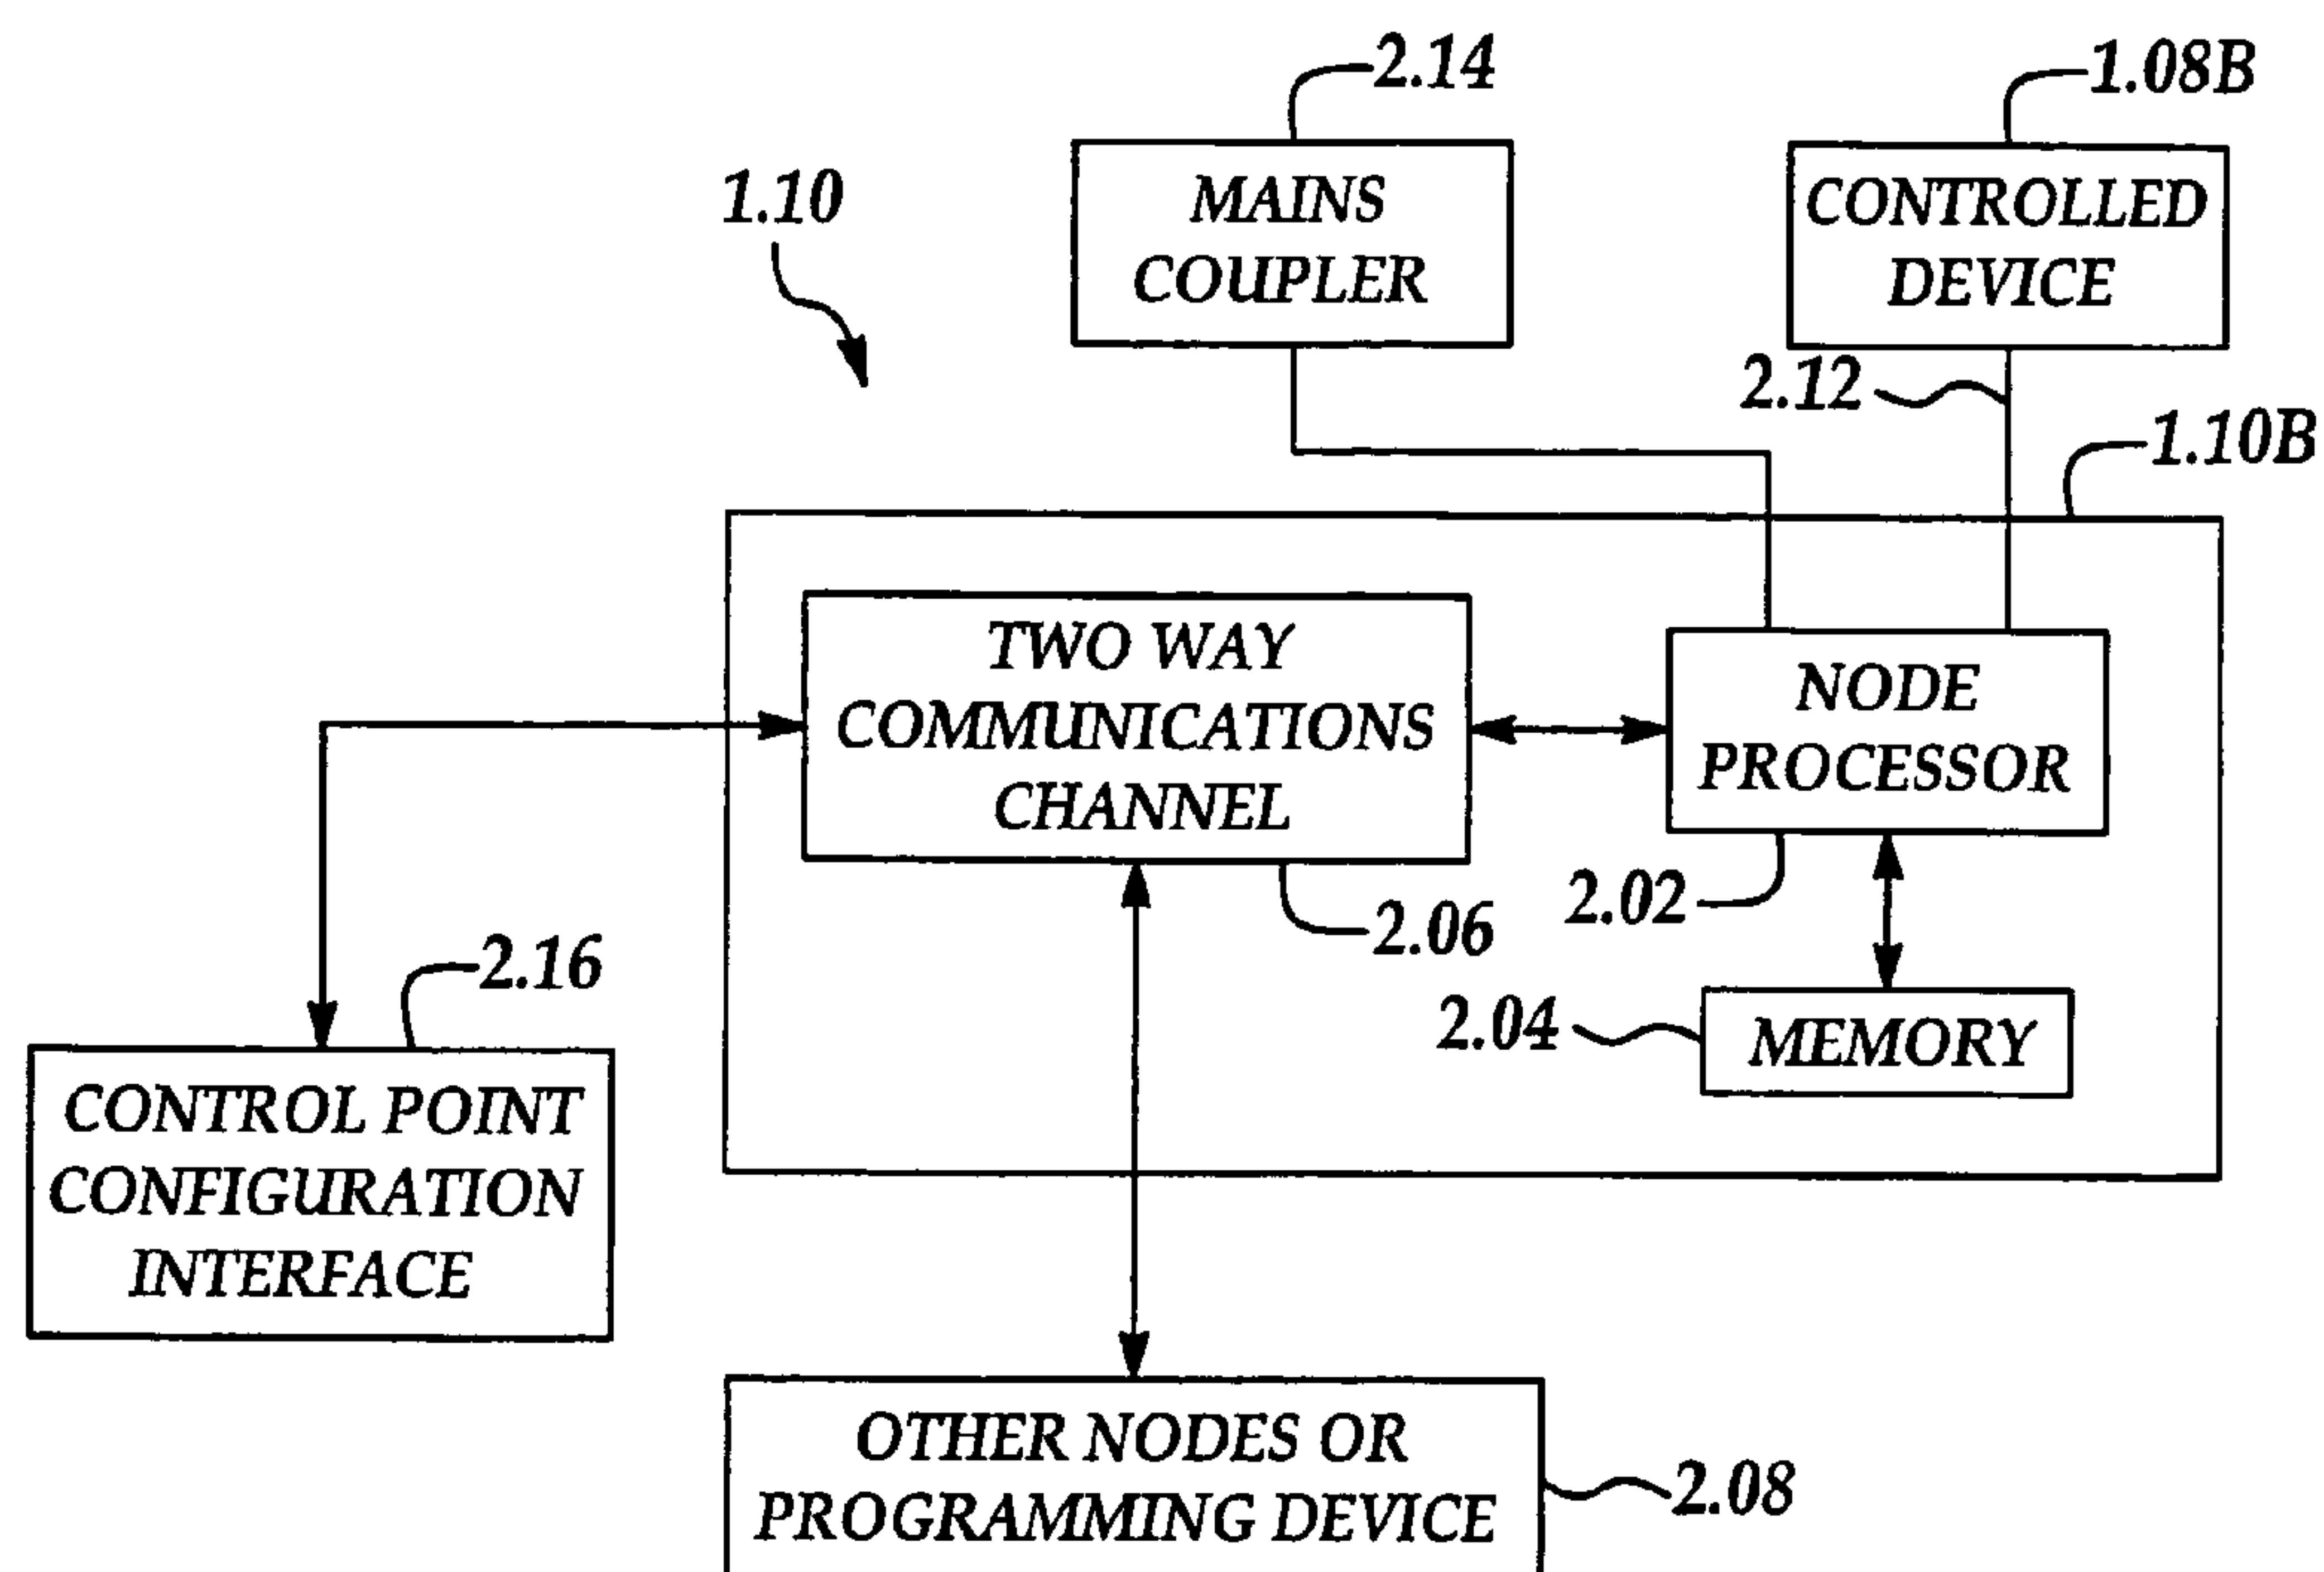 2.14
1.08B
1.10
MAINS
COUPLER
CONTROLLED
DEVICE
2.12
1.10B
TWO WAY
COMMUNICATIONS
CHANNEL
NODE
PROCESSOR
2.06
2.02
2.16
2.04
MEMORY
CONTROL POINT
CONFIGURATION
INTERFACE
OTHER NODES OR
PROGRAMMING DEVICE
2.08